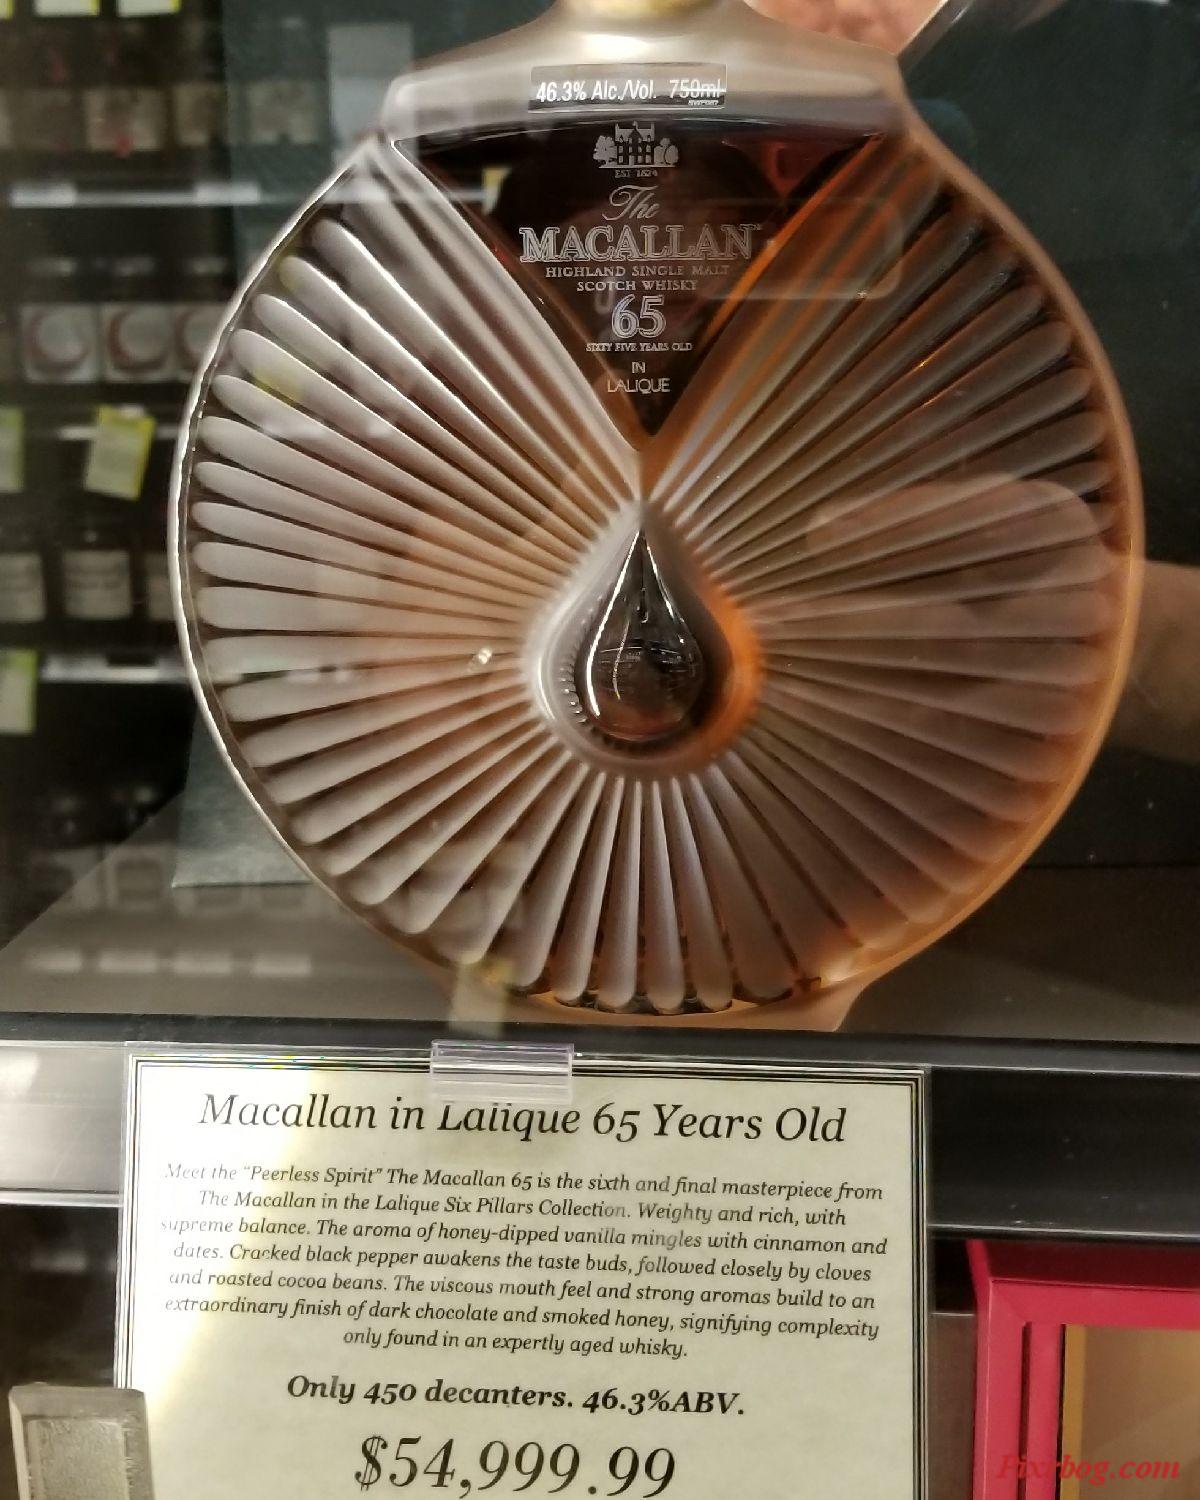 46.3% Alc./Vol. 750ml
EST. 1824
The
MACALLAN
HIGHLAND SINGLE MALT
SCOTCH WHISKY
65
SIXTY FIVE YEARS OLD
IN
LALIQUE
Macallan in Lalique 65 Years Old
Meet the "Peerless Spirit" The Macallan 65 is the sixth and final masterpiece from
The Macallan in the Lalique Six Pillars Collection. Weighty and rich, with
supreme balance. The aroma of honey-dipped vanilla mingles with cinnamon and
dates. Cracked black pepper awakens the taste buds, followed closely by cloves
and roasted cocoa beans. The viscous mouth feel and strong aromas build to an
extraordinary finish of dark chocolate and smoked honey, signifying complexity
only found in an expertly aged whisky.
Only 450 decanters. 46.3%ABV.
$54,999.99